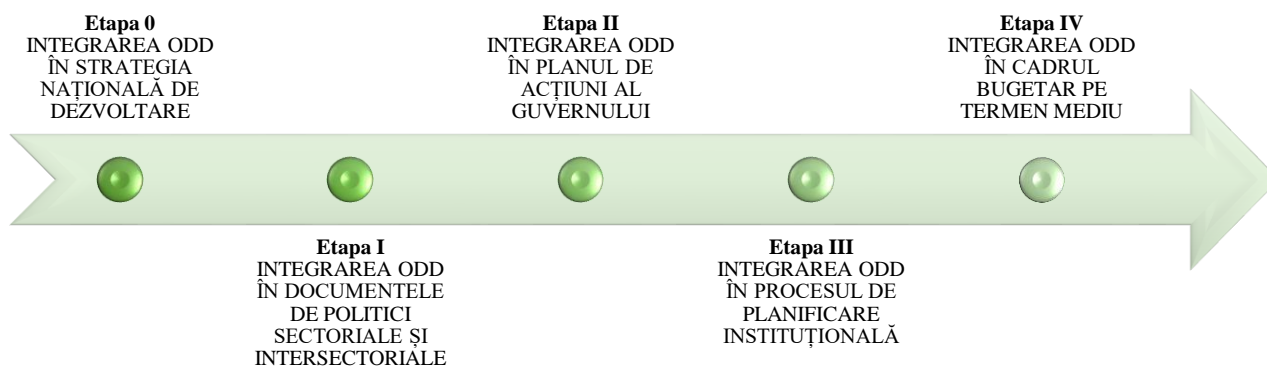 Etapa 0
INTEGRAREA ODD
ÎN STRATEGIA
NAȚIONALĂ DE
DEZVOLTARE
Etapa I
INTEGRAREA ODD
ÎN DOCUMENTELE
DE POLITICI
SECTORIALE ȘI
INTERSECTORIALE
Etapa II
INTEGRAREA ODD
ÎN PLANUL DE
ACȚIUNI AL
GUVERNULUI
Etapa III
INTEGRAREA ODD
ÎN PROCESUL DE
PLANIFICARE
INSTITUȚIONALĂ
Etapa IV
INTEGRAREA ODD
ÎN CADRUL
BUGETAR PE
TERMEN MEDIU